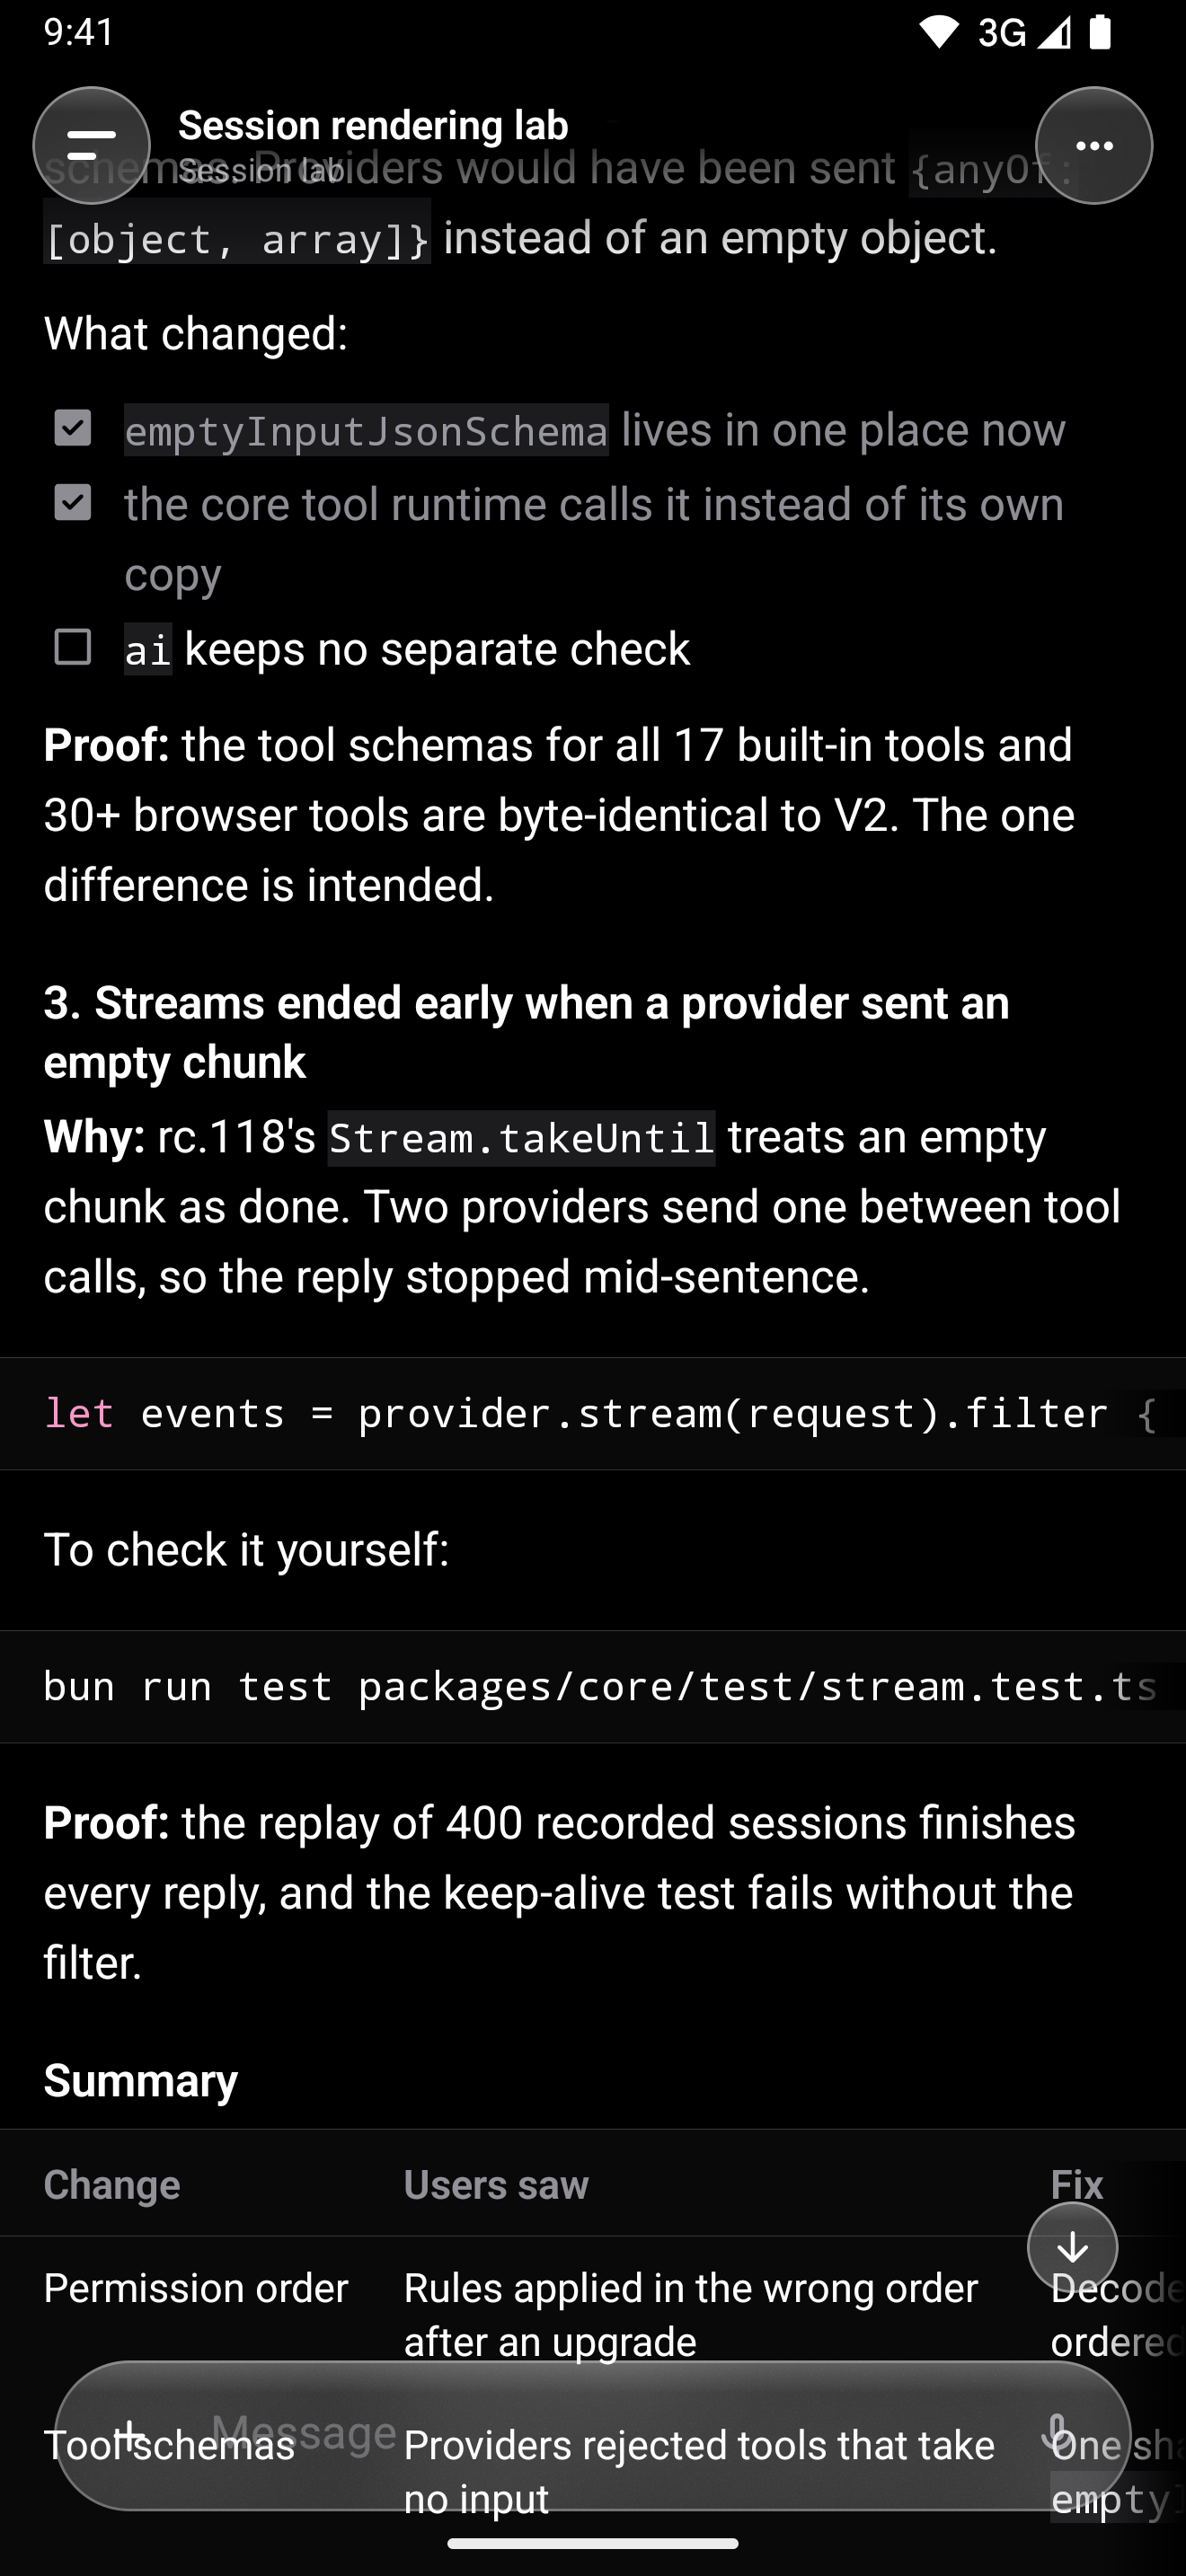 9:41
3G
Session rendering lab
Session lab
schemas. Providers would have been sent {anyOf:
[object, array]} instead of an empty object.
What changed:
emptyInputJsonSchema lives in one place now
the core tool runtime calls it instead of its own
copy
ai keeps no separate check
Proof: the tool schemas for all 17 built-in tools and
30+ browser tools are byte-identical to V2. The one
difference is intended.
3. Streams ended early when a provider sent an
empty chunk
Why: rc.118's Stream.takeUntil treats an empty
chunk as done. Two providers send one between tool
calls, so the reply stopped mid-sentence.
let events = provider.stream(request).filter {
To check it yourself:
bun run test packages/core/test/stream.test.ts
Proof: the replay of 400 recorded sessions finishes
every reply, and the keep-alive test fails without the
filter.
Summary
Change Users saw Fix
Permission order Rules applied in the wrong order Decode
after an upgrade ordered
Message
Tool schemas Providers rejected tools that take One
no input empty